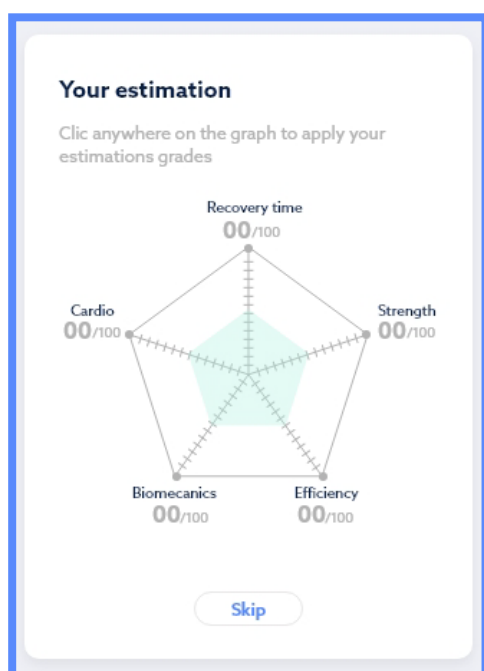 Your estimation
Clic anywhere on the graph to apply your
estimations grades
Recovery time
00/100
Cardio
00/100
Strength
00/100
Biomecanics
00/100
Efficiency
00/100
Skip